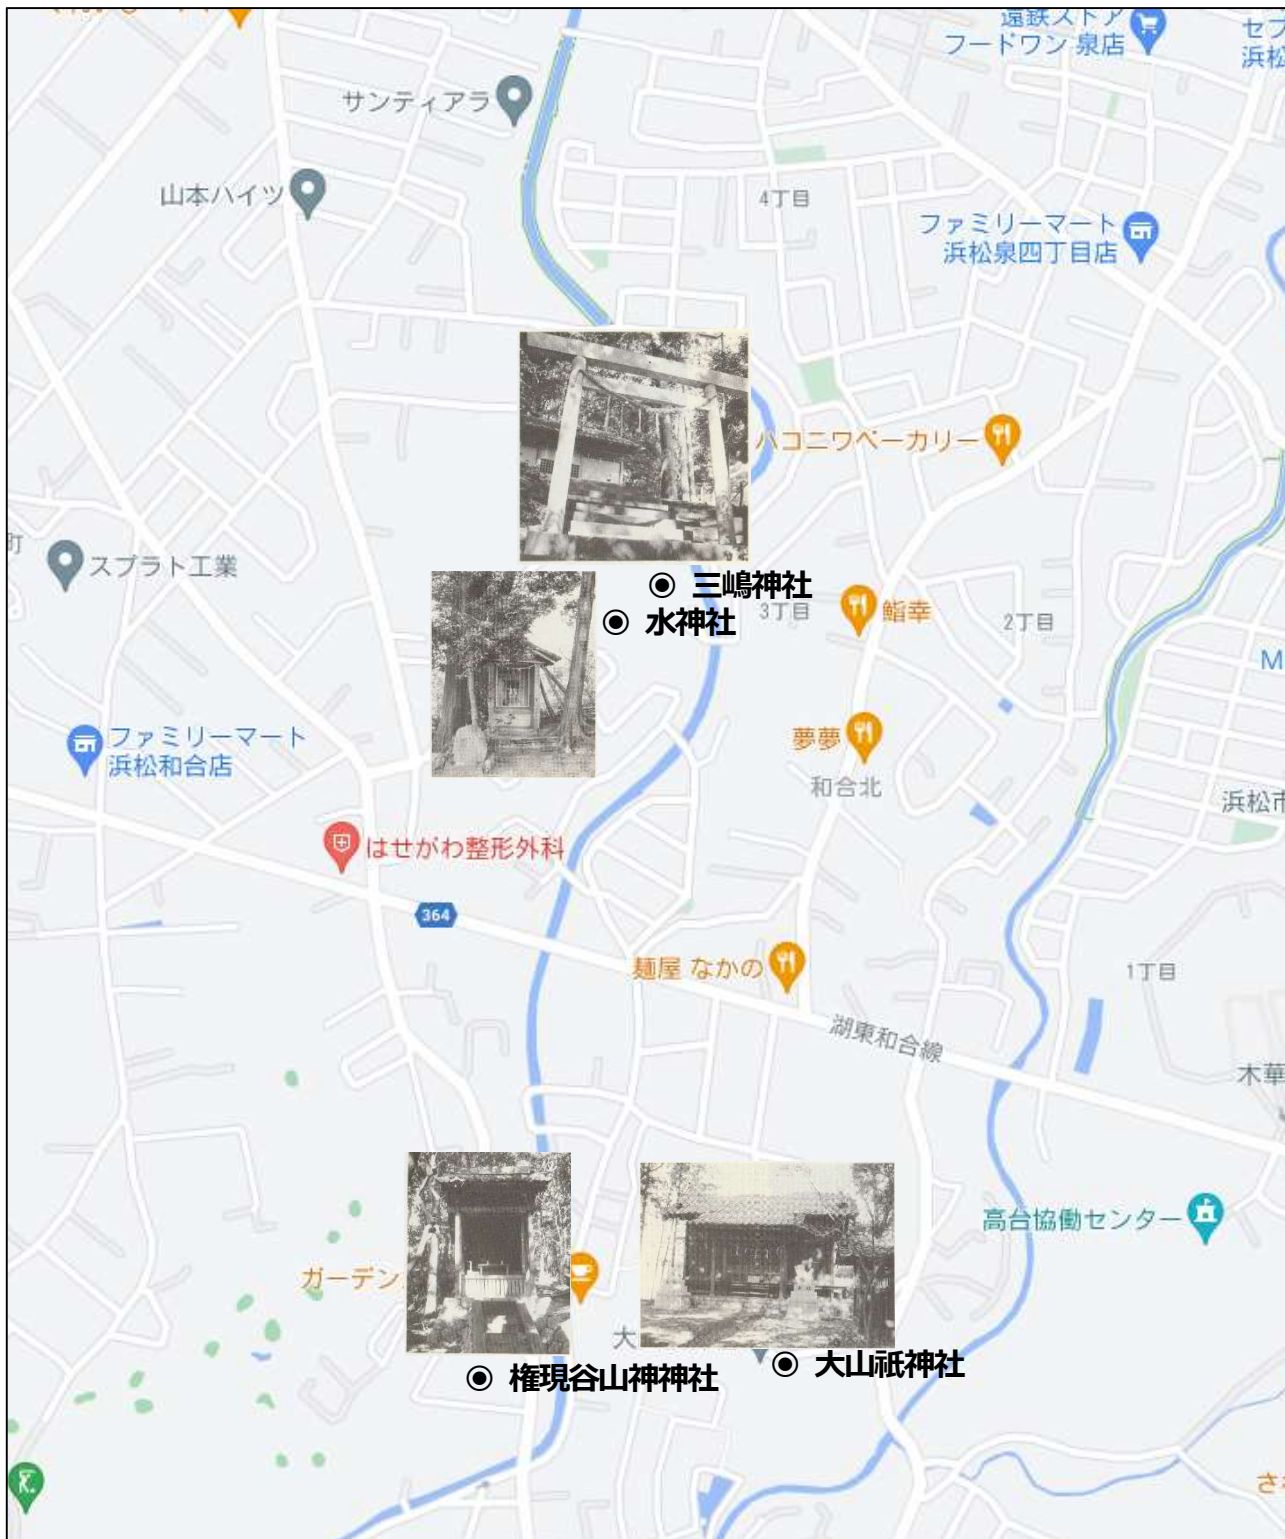 遠鉄ストア
フードワン 泉店
セブ
浜松
サンティアラ
山本ハイツ
4丁目
ファミリーマート
浜松泉四丁目店
ハコニワベーカリー
町
スプラト工業
◉ 三嶋神社
◉ 水神社
3丁目
鮨幸
2丁目
M
ファミリーマート
浜松和合店
夢夢
和合北
浜松市
はせがわ整形外科
364
麺屋 なかの
1丁目
湖東和合線
木華
高台協働センター
ガーデン
大
◉ 権現谷山神神社
◉ 大山祇神社
さ